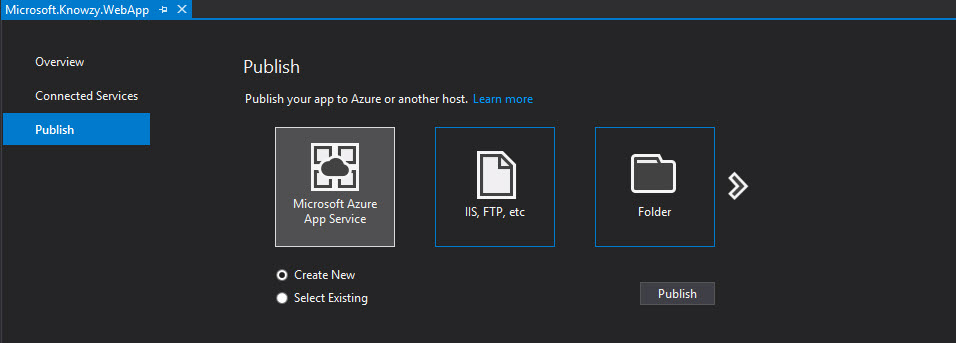 Microsoft.Knowzy.WebApp
Overview
Connected Services
Publish
Publish
Publish your app to Azure or another host. Learn more
Microsoft Azure
App Service
IIS, FTP, etc
Folder
Create New
Select Existing
Publish